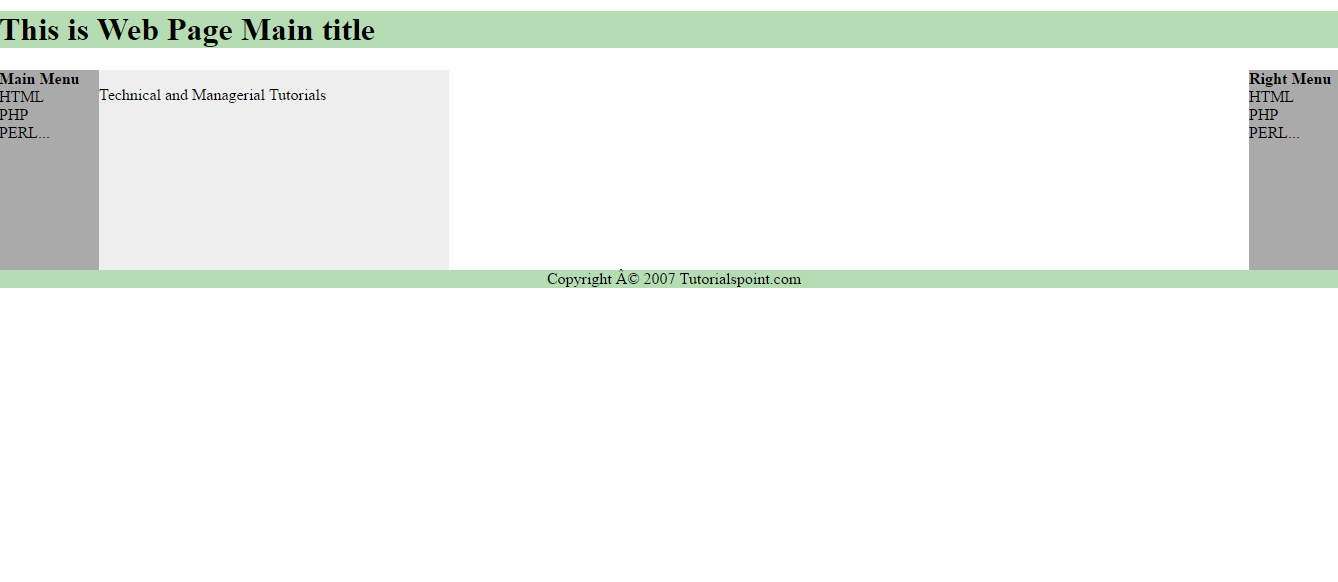 This is Web Page Main title
Main Menu
HTML
PHP
PERL...
Technical and Managerial Tutorials
Right Menu
HTML
PHP
PERL...
Copyright Â© 2007 Tutorialspoint.com